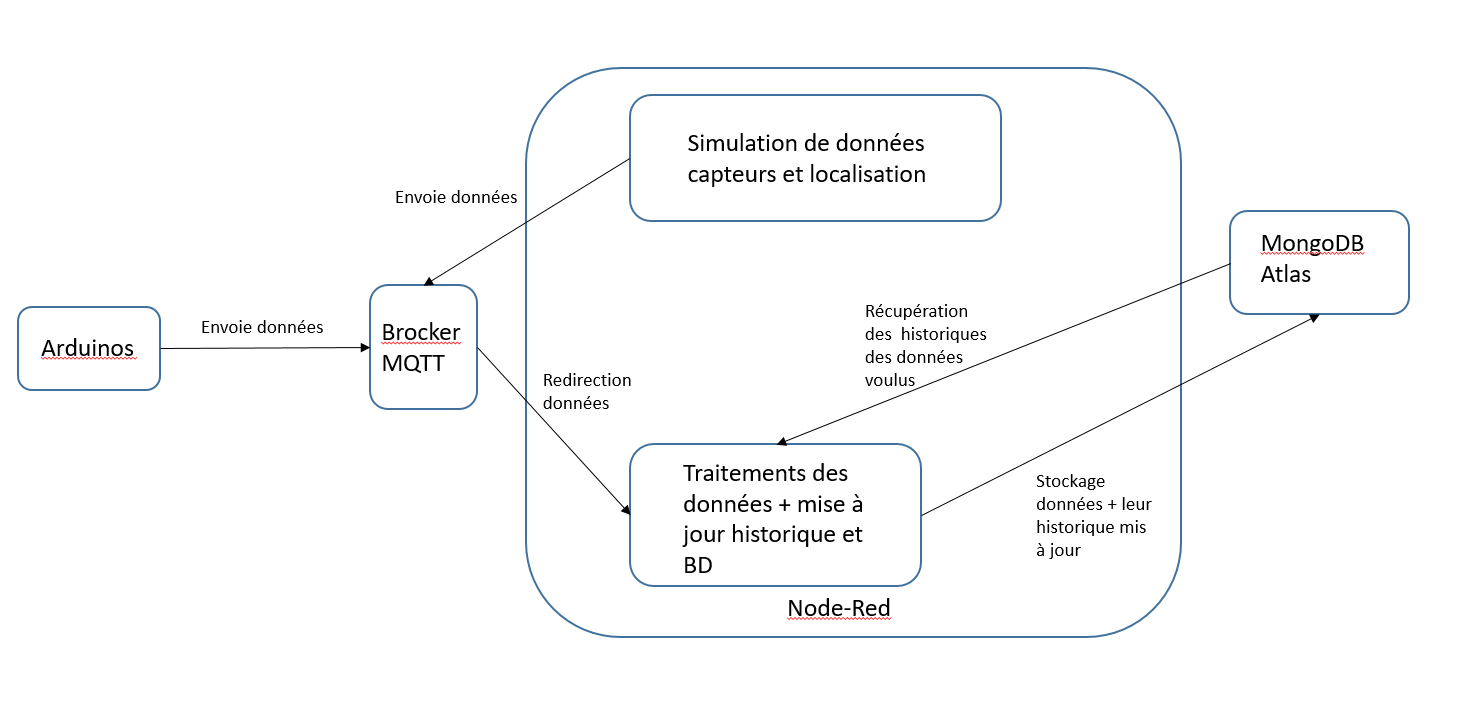 Simulation de données
capteurs et localisation
Envoie données
MongoDB
Atlas
Arduinos
Envoie données
Brocker
MQTT
Récupération
des  historiques
des données
voulus
Redirection
données
Traitements des
données + mise à
jour historique et
BD
Stockage
données + leur
historique mis
à jour
Node-Red